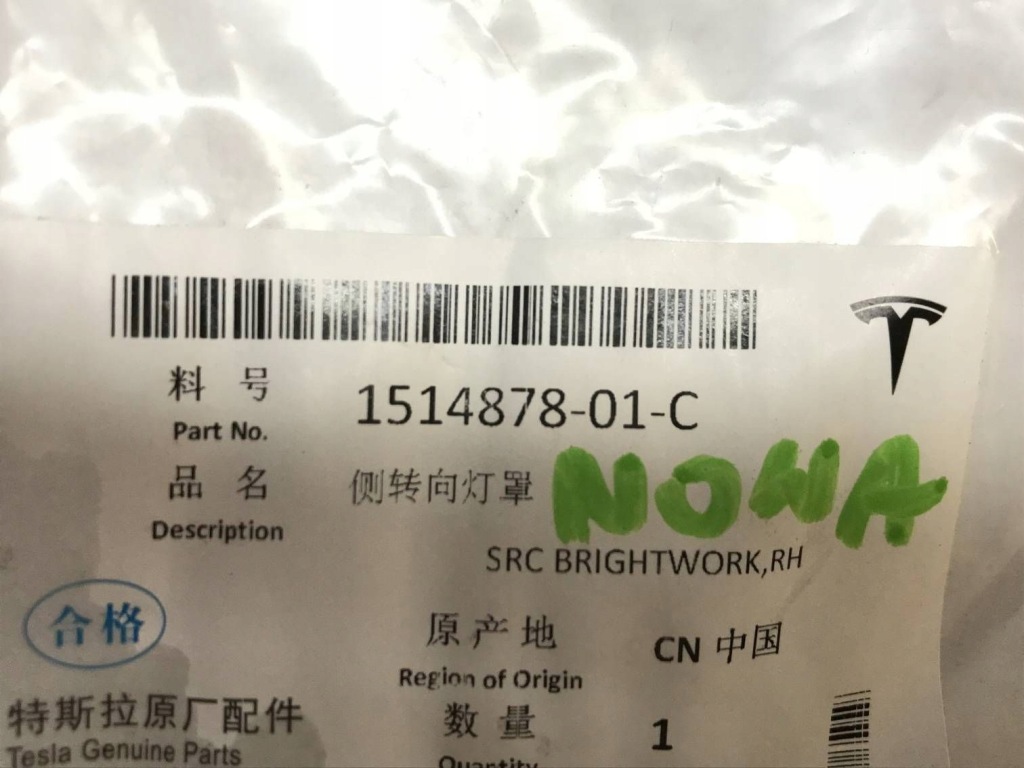 料 号 1514878-01-C
Part No.
品 名 侧转向灯罩 NOWA
Description
SRC BRIGHTWORK,RH
合格
原产地 CN 中国
Region of Origin
特斯拉原厂配件 数量 1
Tesla Genuine Parts Quantity